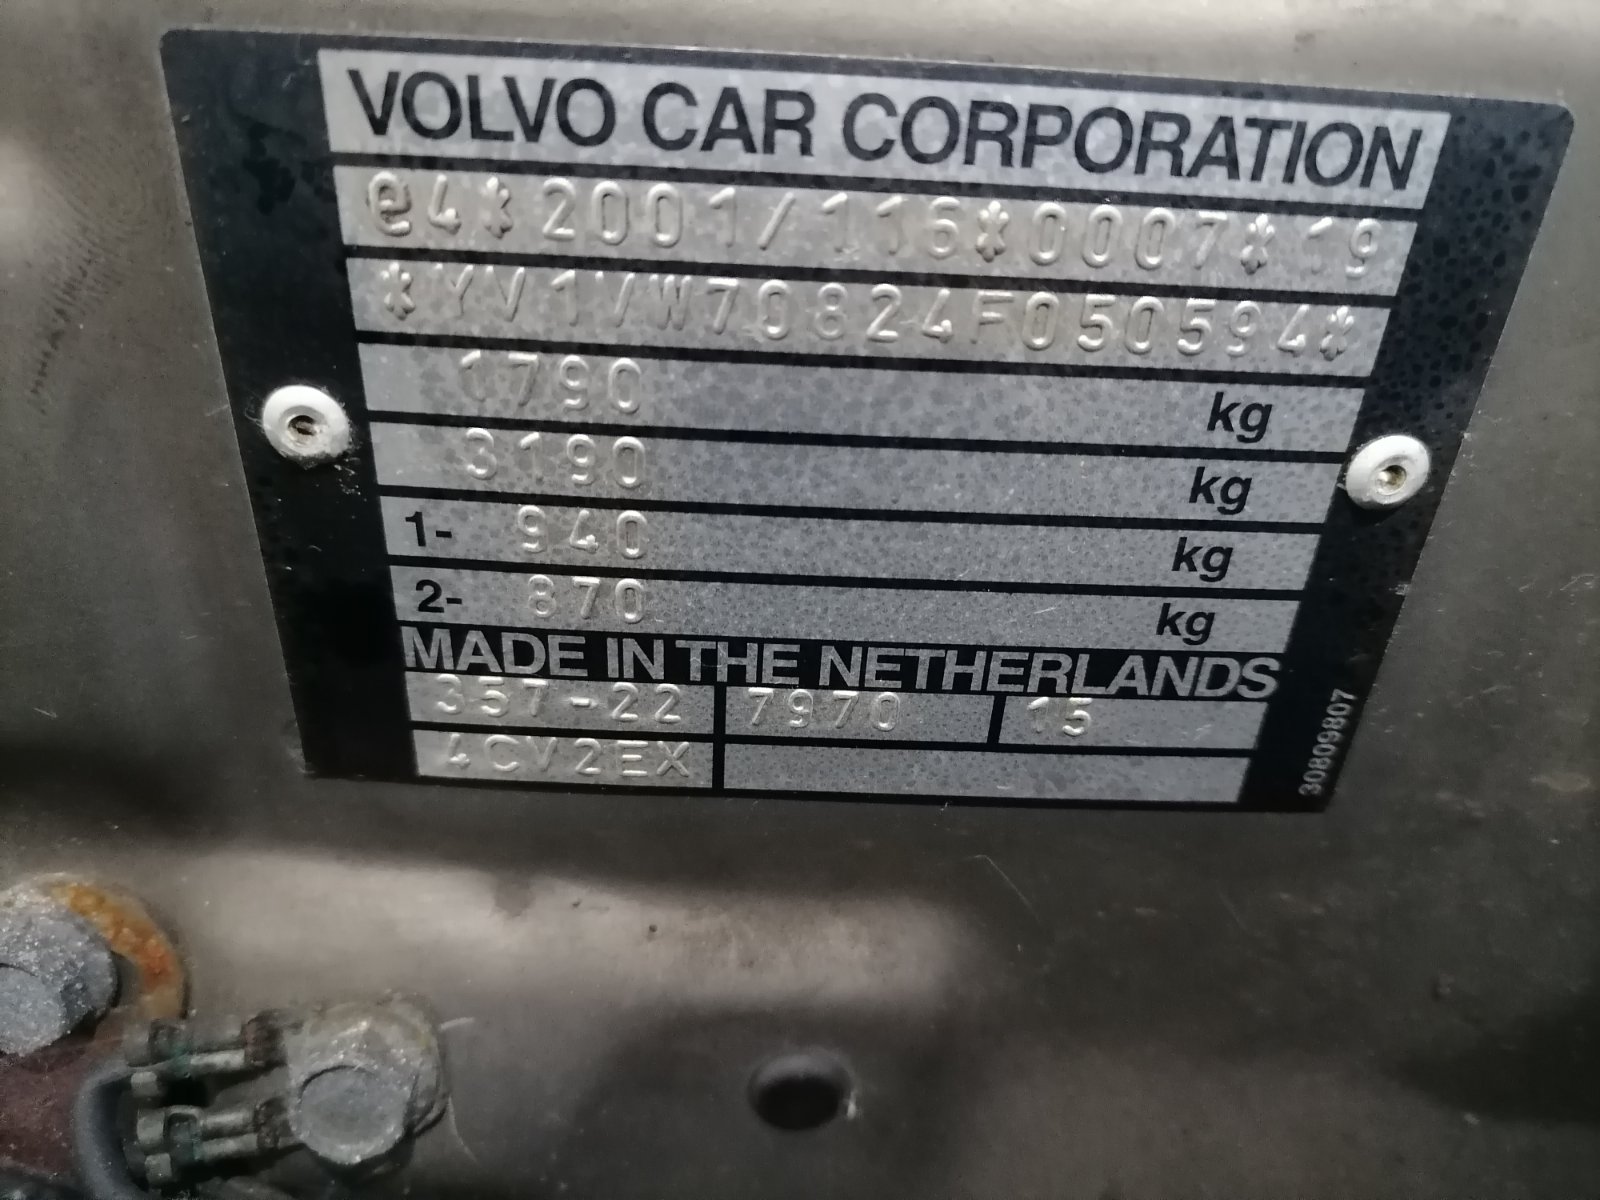 VOLVO CAR CORPORATION
e4*2001/116*0007*19
*YV1VW70824F050594*
1790 kg
3190 kg
1- 940 kg
2- 870 kg
MADE IN THE NETHERLANDS
357-22 7970 15
4CV2EX
30809807